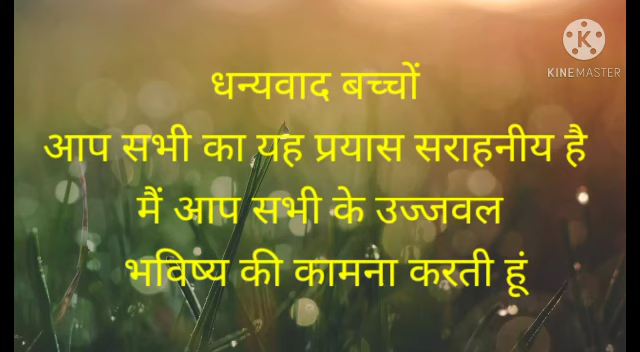 KINEMASTER
धन्यवाद बच्चों
आप सभी का यह प्रयास सराहनीय है
मैं आप सभी के उज्जवल
भविष्य की कामना करती हूं